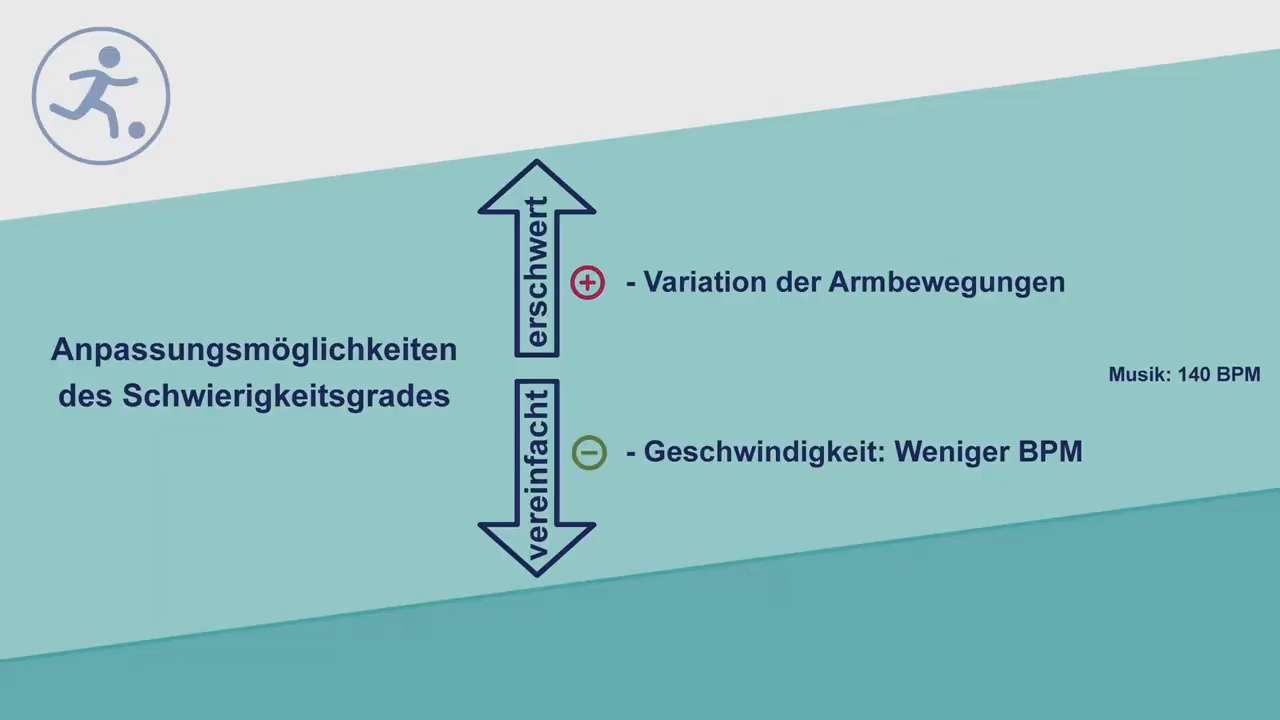 Anpassungsmöglichkeiten
des Schwierigkeitsgrades
erschwert
- Variation der Armbewegungen
vereinfacht
- Geschwindigkeit: Weniger BPM
Musik: 140 BPM